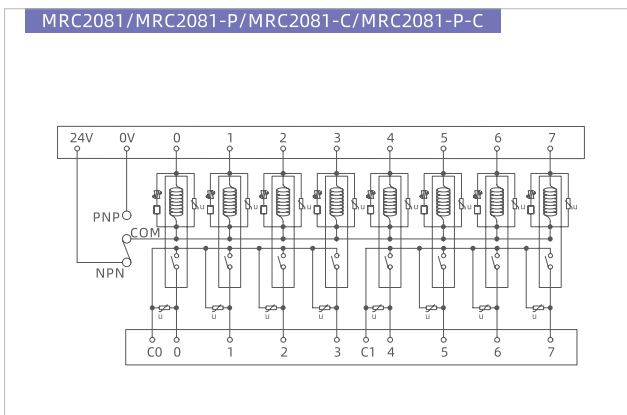 MRC2081/MRC2081-P/MRC2081-C/MRC2081-P-C
24V 0V 0 1 2 3 4 5 6 7
u u u u u u u u
PNP
COM
NPN
u u u u u u u u
C0 0 1 2 3 C1 4 5 6 7